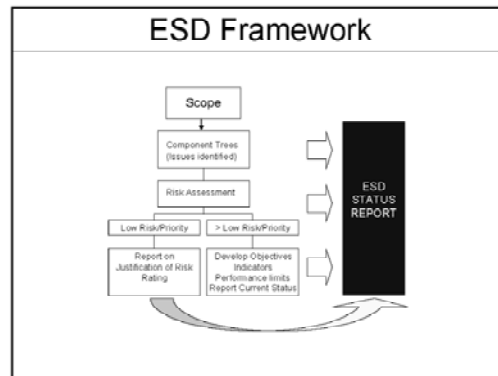 ESD Framework
Scope
Component Trees
(Issues identified)
Risk Assessment
Low Risk/Priority
> Low Risk/Priority
Report on
Justification of Risk
Rating
Develop Objectives
Indicators
Performance limits
Report Current Status
ESD
STATUS
REPORT